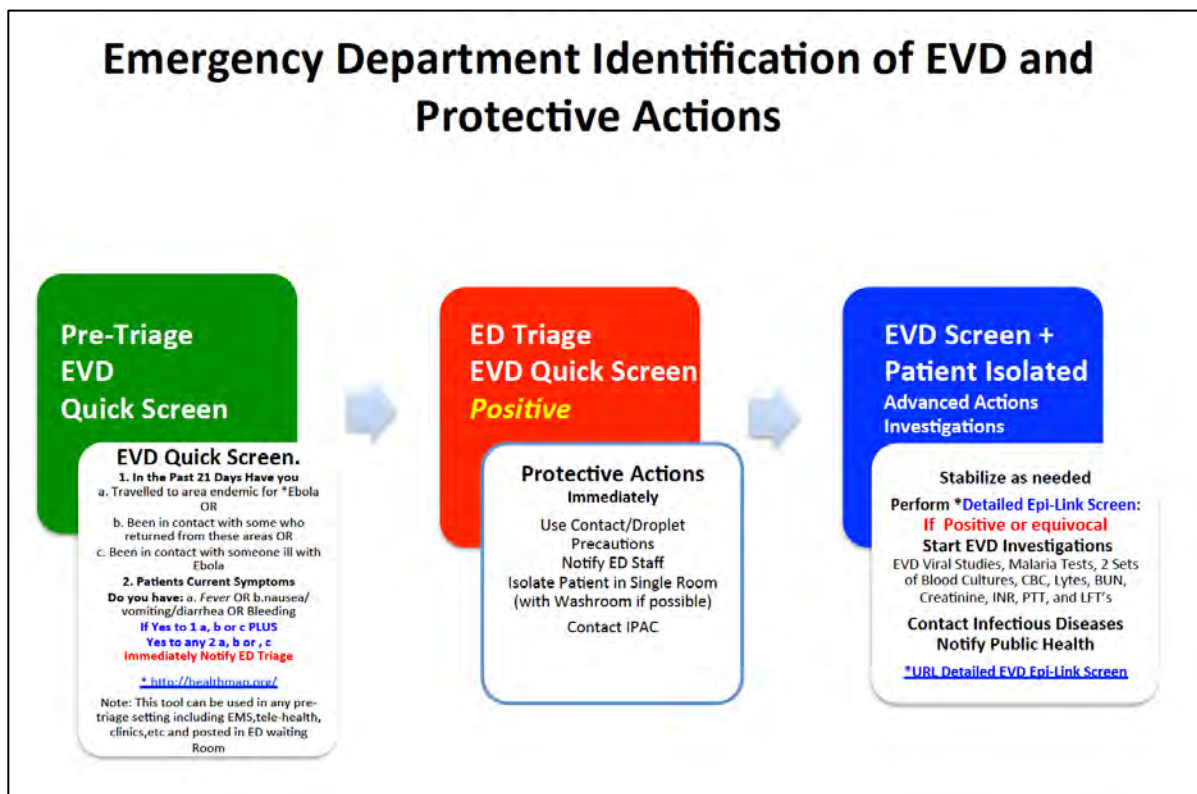 Emergency Department Identification of EVD and
Protective Actions
Pre-Triage
EVD
Quick Screen
EVD Quick Screen.
1. In the Past 21 Days Have you
a. Travelled to area endemic for *Ebola
OR
b. Been in contact with some who
returned from these areas OR
c. Been in contact with someone ill with
Ebola
2. Patients Current Symptoms
Do you have: a. Fever OR b.nausea/
vomiting/diarrhea OR Bleeding
If Yes to 1 a, b or c PLUS
Yes to any 2 a, b or , c
Immediately Notify ED Triage
* http://healthmap.org/
Note: This tool can be used in any pre-
triage setting including EMS,tele-health,
clinics,etc and posted in ED waiting
Room
ED Triage
EVD Quick Screen
Positive
Protective Actions
Immediately
Use Contact/Droplet
Precautions
Notify ED Staff
Isolate Patient in Single Room
(with Washroom if possible)
Contact IPAC
EVD Screen +
Patient Isolated
Advanced Actions
Investigations
Stabilize as needed
Perform *Detailed Epi-Link Screen:
If Positive or equivocal
Start EVD Investigations
EVD Viral Studies, Malaria Tests, 2 Sets
of Blood Cultures, CBC, Lytes, BUN,
Creatinine, INR, PTT, and LFT's
Contact Infectious Diseases
Notify Public Health
*URL Detailed EVD Epi-Link Screen